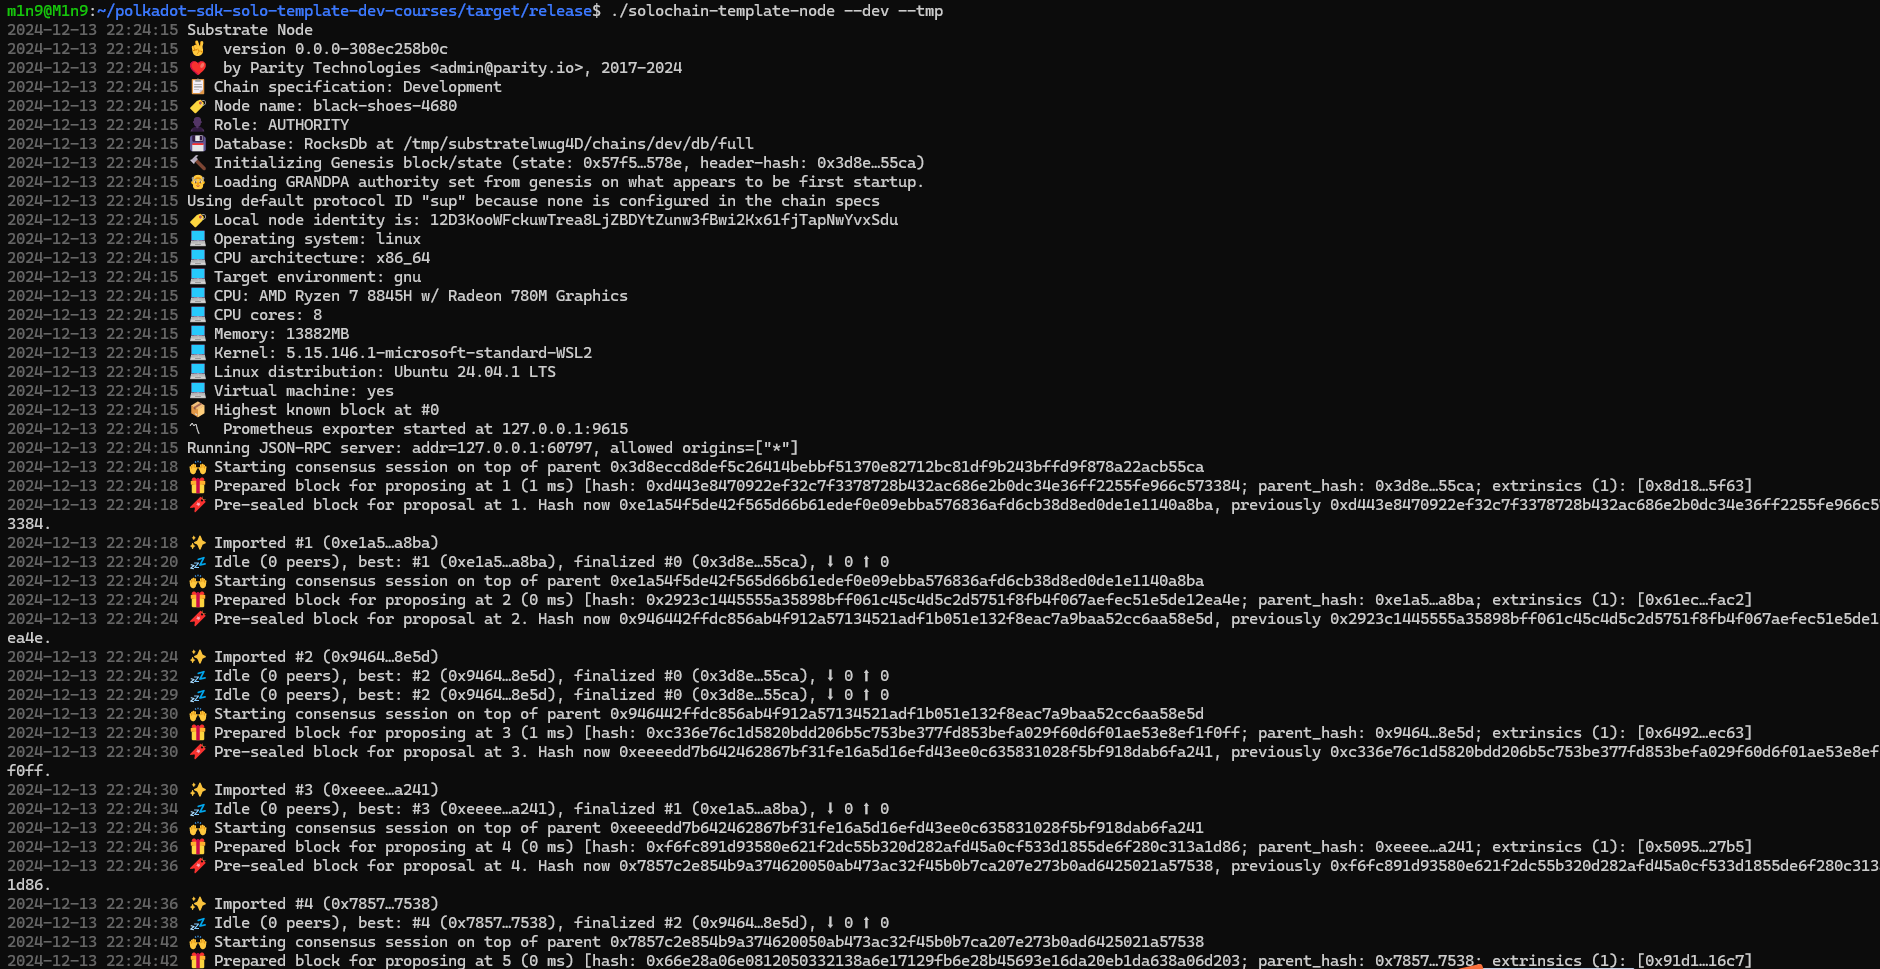 m1n9@M1n9:~/polkadot-sdk-solo-template-dev-courses/target/release$ ./solochain-template-node --dev --tmp
2024-12-13 22:24:15 Substrate Node
2024-12-13 22:24:15 ✌️  version 0.0.0-308ec258b0c
2024-12-13 22:24:15 ❤️  by Parity Technologies <admin@parity.io>, 2017-2024
2024-12-13 22:24:15 📋 Chain specification: Development
2024-12-13 22:24:15 🏷 Node name: black-shoes-4680
2024-12-13 22:24:15 👤 Role: AUTHORITY
2024-12-13 22:24:15 💾 Database: RocksDb at /tmp/substratelwug4D/chains/dev/db/full
2024-12-13 22:24:15 🔨 Initializing Genesis block/state (state: 0x57f5…578e, header-hash: 0x3d8e…55ca)
2024-12-13 22:24:15 👴 Loading GRANDPA authority set from genesis on what appears to be first startup.
2024-12-13 22:24:15 Using default protocol ID "sup" because none is configured in the chain specs
2024-12-13 22:24:15 🏷 Local node identity is: 12D3KooWFckuwTrea8LjZBDYtZunw3fBwi2Kx61fjTapNwYvxSdu
2024-12-13 22:24:15 💻 Operating system: linux
2024-12-13 22:24:15 💻 CPU architecture: x86_64
2024-12-13 22:24:15 💻 Target environment: gnu
2024-12-13 22:24:15 💻 CPU: AMD Ryzen 7 8845H w/ Radeon 780M Graphics
2024-12-13 22:24:15 💻 CPU cores: 8
2024-12-13 22:24:15 💻 Memory: 13882MB
2024-12-13 22:24:15 💻 Kernel: 5.15.146.1-microsoft-standard-WSL2
2024-12-13 22:24:15 💻 Linux distribution: Ubuntu 24.04.1 LTS
2024-12-13 22:24:15 💻 Virtual machine: yes
2024-12-13 22:24:15 📦 Highest known block at #0
2024-12-13 22:24:15 〽️  Prometheus exporter started at 127.0.0.1:9615
2024-12-13 22:24:15 Running JSON-RPC server: addr=127.0.0.1:60797, allowed origins=["*"]
2024-12-13 22:24:18 🙌 Starting consensus session on top of parent 0x3d8eccd8def5c26414bebbf51370e82712bc81df9b243bffd9f878a22acb55ca
2024-12-13 22:24:18 🎁 Prepared block for proposing at 1 (1 ms) [hash: 0xd443e8470922ef32c7f3378728b432ac686e2b0dc34e36ff2255fe966c573384; parent_hash: 0x3d8e…55ca; extrinsics (1): [0x8d18…5f63]
2024-12-13 22:24:18 🔖 Pre-sealed block for proposal at 1. Hash now 0xe1a54f5de42f565d66b61edef0e09ebba576836afd6cb38d8ed0de1e1140a8ba, previously 0xd443e8470922ef32c7f3378728b432ac686e2b0dc34e36ff2255fe966c57
3384.
2024-12-13 22:24:18 ✨ Imported #1 (0xe1a5…a8ba)
2024-12-13 22:24:20 💤 Idle (0 peers), best: #1 (0xe1a5…a8ba), finalized #0 (0x3d8e…55ca), ⬇ 0 ⬆ 0
2024-12-13 22:24:24 🙌 Starting consensus session on top of parent 0xe1a54f5de42f565d66b61edef0e09ebba576836afd6cb38d8ed0de1e1140a8ba
2024-12-13 22:24:24 🎁 Prepared block for proposing at 2 (0 ms) [hash: 0x2923c1445555a35898bff061c45c4d5c2d5751f8fb4f067aefec51e5de12ea4e; parent_hash: 0xe1a5…a8ba; extrinsics (1): [0x61ec…fac2]
2024-12-13 22:24:24 🔖 Pre-sealed block for proposal at 2. Hash now 0x946442ffdc856ab4f912a57134521adf1b051e132f8eac7a9baa52cc6aa58e5d, previously 0x2923c1445555a35898bff061c45c4d5c2d5751f8fb4f067aefec51e5de1
ea4e.
2024-12-13 22:24:24 ✨ Imported #2 (0x9464…8e5d)
2024-12-13 22:24:32 💤 Idle (0 peers), best: #2 (0x9464…8e5d), finalized #0 (0x3d8e…55ca), ⬇ 0 ⬆ 0
2024-12-13 22:24:29 💤 Idle (0 peers), best: #2 (0x9464…8e5d), finalized #0 (0x3d8e…55ca), ⬇ 0 ⬆ 0
2024-12-13 22:24:30 🙌 Starting consensus session on top of parent 0x946442ffdc856ab4f912a57134521adf1b051e132f8eac7a9baa52cc6aa58e5d
2024-12-13 22:24:30 🎁 Prepared block for proposing at 3 (1 ms) [hash: 0xc336e76c1d5820bdd206b5c753be377fd853befa029f60d6f01ae53e8ef1f0ff; parent_hash: 0x9464…8e5d; extrinsics (1): [0x6492…ec63]
2024-12-13 22:24:30 🔖 Pre-sealed block for proposal at 3. Hash now 0xeeeedd7b642462867bf31fe16a5d16efd43ee0c635831028f5bf918dab6fa241, previously 0xc336e76c1d5820bdd206b5c753be377fd853befa029f60d6f01ae53e8ef
f0ff.
2024-12-13 22:24:30 ✨ Imported #3 (0xeeee…a241)
2024-12-13 22:24:34 💤 Idle (0 peers), best: #3 (0xeeee…a241), finalized #1 (0xe1a5…a8ba), ⬇ 0 ⬆ 0
2024-12-13 22:24:36 🙌 Starting consensus session on top of parent 0xeeeedd7b642462867bf31fe16a5d16efd43ee0c635831028f5bf918dab6fa241
2024-12-13 22:24:36 🎁 Prepared block for proposing at 4 (0 ms) [hash: 0xf6fc891d93580e621f2dc55b320d282afd45a0cf533d1855de6f280c313a1d86; parent_hash: 0xeeee…a241; extrinsics (1): [0x5095…27b5]
2024-12-13 22:24:36 🔖 Pre-sealed block for proposal at 4. Hash now 0x7857c2e854b9a374620050ab473ac32f45b0b7ca207e273b0ad6425021a57538, previously 0xf6fc891d93580e621f2dc55b320d282afd45a0cf533d1855de6f280c313
1d86.
2024-12-13 22:24:36 ✨ Imported #4 (0x7857…7538)
2024-12-13 22:24:38 💤 Idle (0 peers), best: #4 (0x7857…7538), finalized #2 (0x9464…8e5d), ⬇ 0 ⬆ 0
2024-12-13 22:24:42 🙌 Starting consensus session on top of parent 0x7857c2e854b9a374620050ab473ac32f45b0b7ca207e273b0ad6425021a57538
2024-12-13 22:24:42 🎁 Prepared block for proposing at 5 (0 ms) [hash: 0x66e28a06e0812050332138a6e17129fb6e28b45693e16da20eb1da638a06d203; parent_hash: 0x7857…7538; extrinsics (1): [0x91d1…16c7]